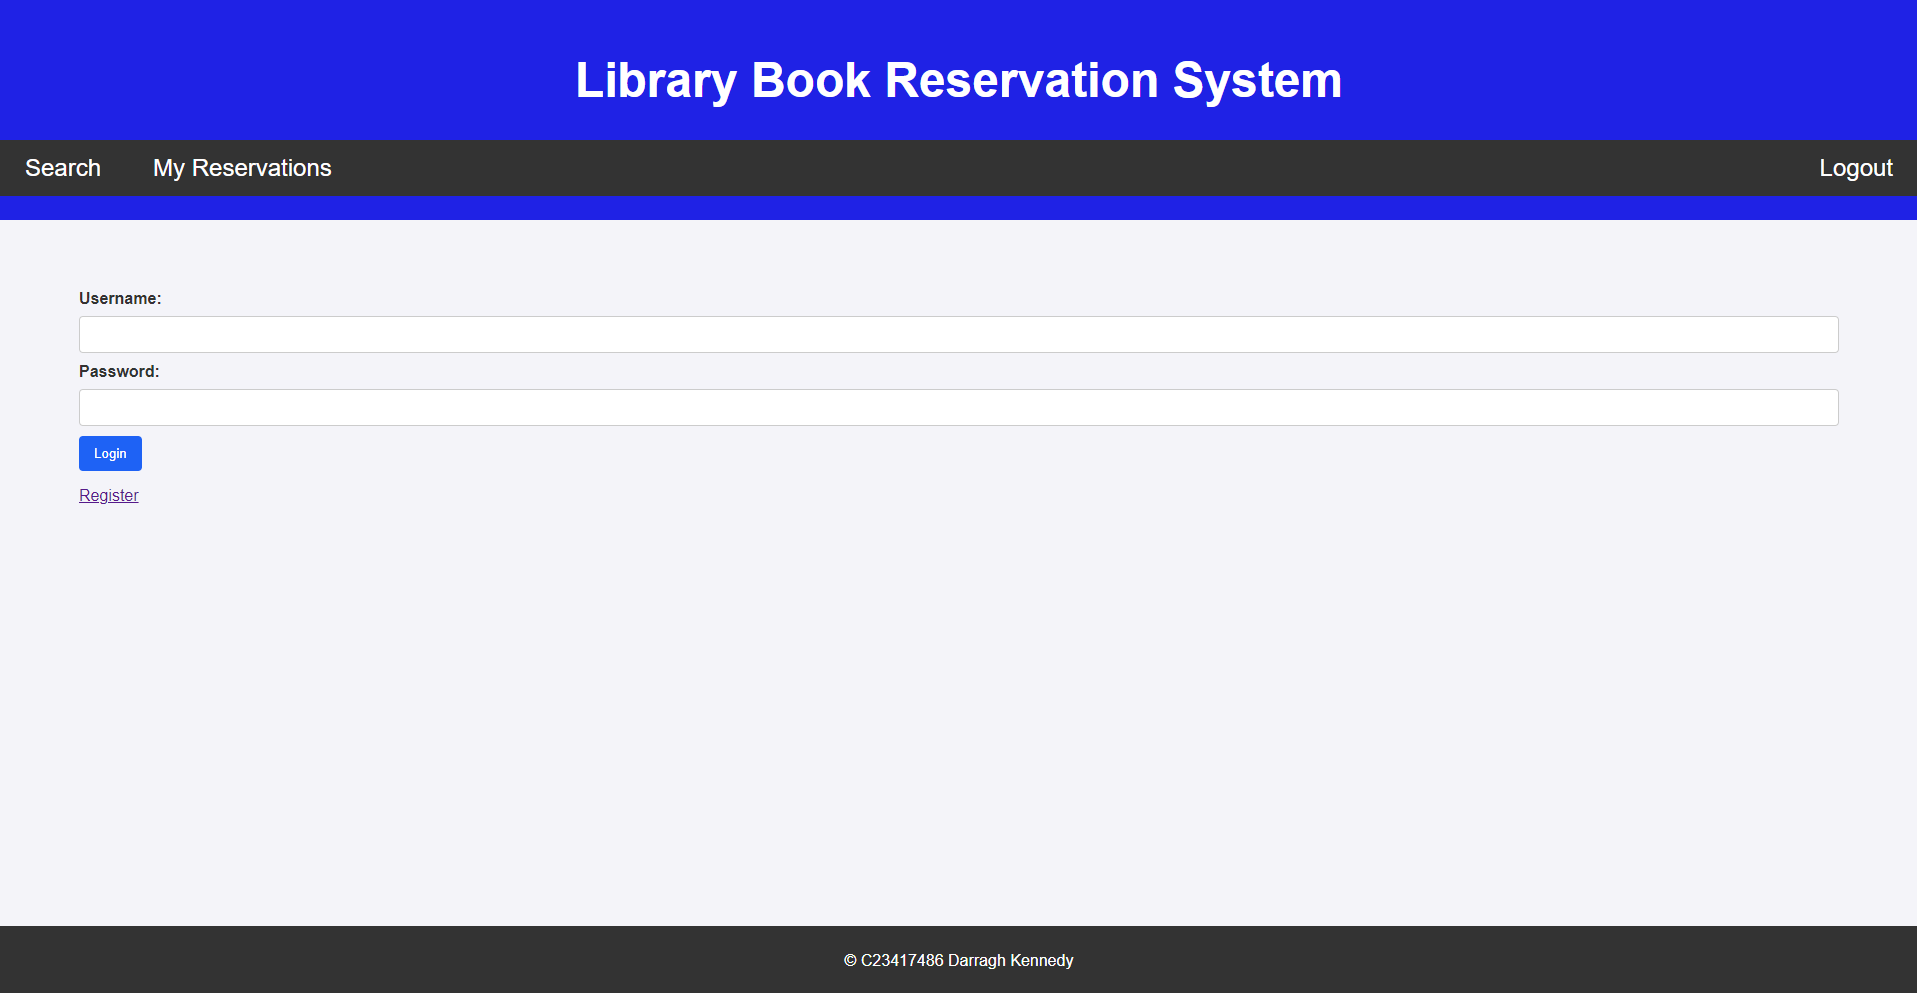 Library Book Reservation System
Search My Reservations Logout
Username:
Password:
Login
Register
© C23417486 Darragh Kennedy